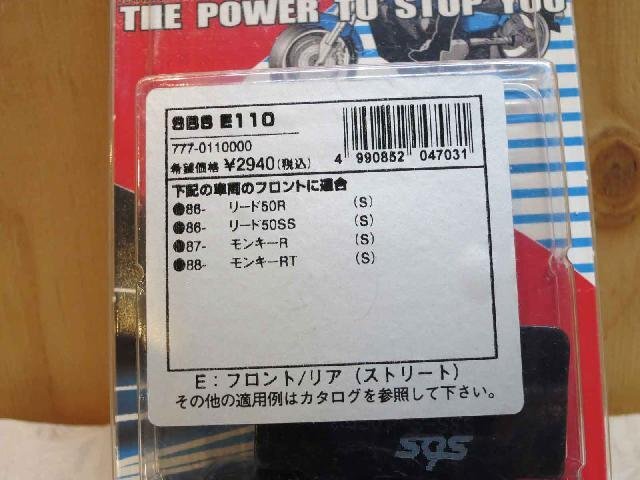 THE POWER TO STOP YOU
SBS E110
777-0110000
希望価格 ¥2940(税込)
4 990852 047031
下記の車両のフロントに適合
86- リード50R (S)
86- リード50SS (S)
87- モンキーR (S)
88- モンキーRT (S)
E:フロント/リア (ストリート)
その他の適用例はカタログを参照して下さい。
sbs